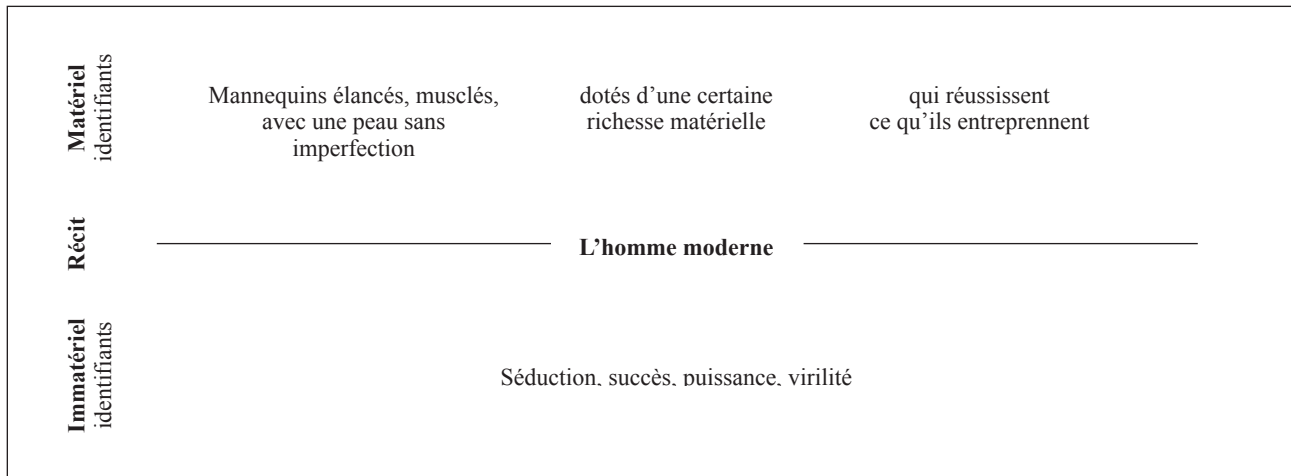 Matériel
identifiants
Mannequins élancés, musclés,
avec une peau sans
imperfection
dotés d'une certaine
richesse matérielle
qui réussissent
ce qu'ils entreprennent
Récit
L'homme moderne
Immatériel
identifiants
Séduction, succès, puissance, virilité